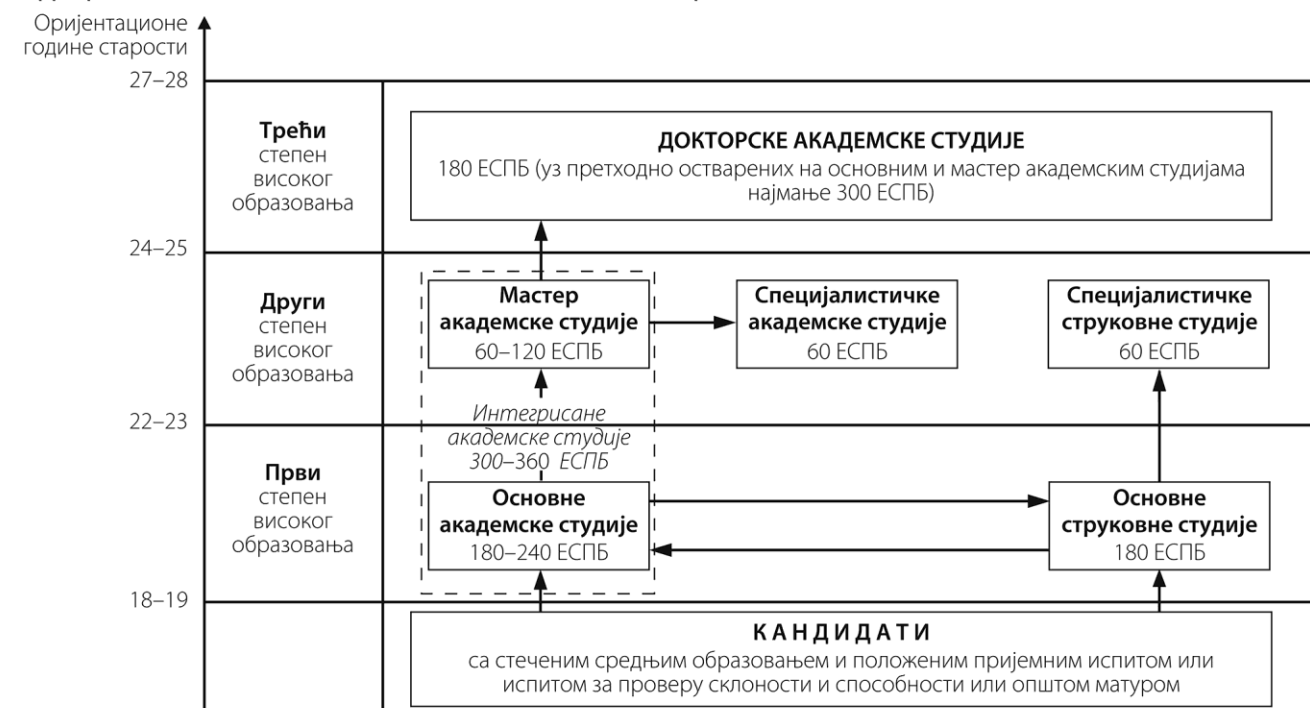 Оријентационе
године старости
27–28
Трећи
степен
високог
образовања
ДОКТОРСКЕ АКАДЕМСКЕ СТУДИЈЕ
180 ЕСПБ (уз претходно остварених на основним и мастер академским студијама
најмање 300 ЕСПБ)
24–25
Други
степен
високог
образовања
Мастер
академске студије
60–120 ЕСПБ
Специјалистичке
академске студије
60 ЕСПБ
Специјалистичке
струковне студије
60 ЕСПБ
22–23
Интегрисане
академске студије
300–360 ЕСПБ
Први
степен
високог
образовања
Основне
академске студије
180–240 ЕСПБ
Основне
струковне студије
180 ЕСПБ
18–19
КАНДИДАТИ
са стеченим средњим образовањем и положеним пријемним испитом или
испитом за проверу склоности и способности или општом матуром